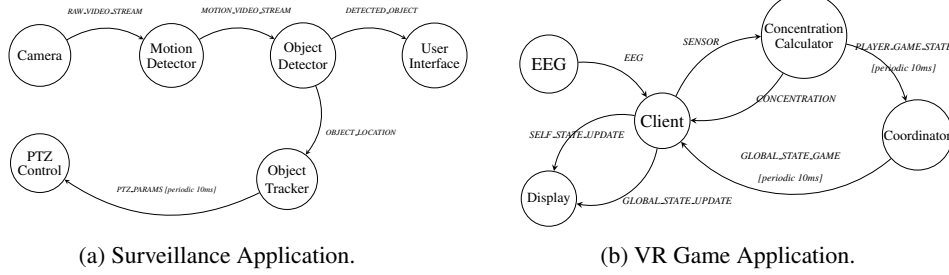 RAW_VIDEO_STREAM
MOTION_VIDEO_STREAM
DETECTED_OBJECT
Camera
Motion
Detector
Object
Detector
User
Interface
OBJECT_LOCATION
PTZ
Control
Object
Tracker
PTZ_PARAMS [periodic 10ms]
(a) Surveillance Application.
EEG
EEG
SENSOR
Concentration
Calculator
PLAYER_GAME_STATE
[periodic 10ms]
CONCENTRATION
Client
SELF_STATE_UPDATE
GLOBAL_STATE_GAME
[periodic 10ms]
Coordinator
Display
GLOBAL_STATE_UPDATE
(b) VR Game Application.